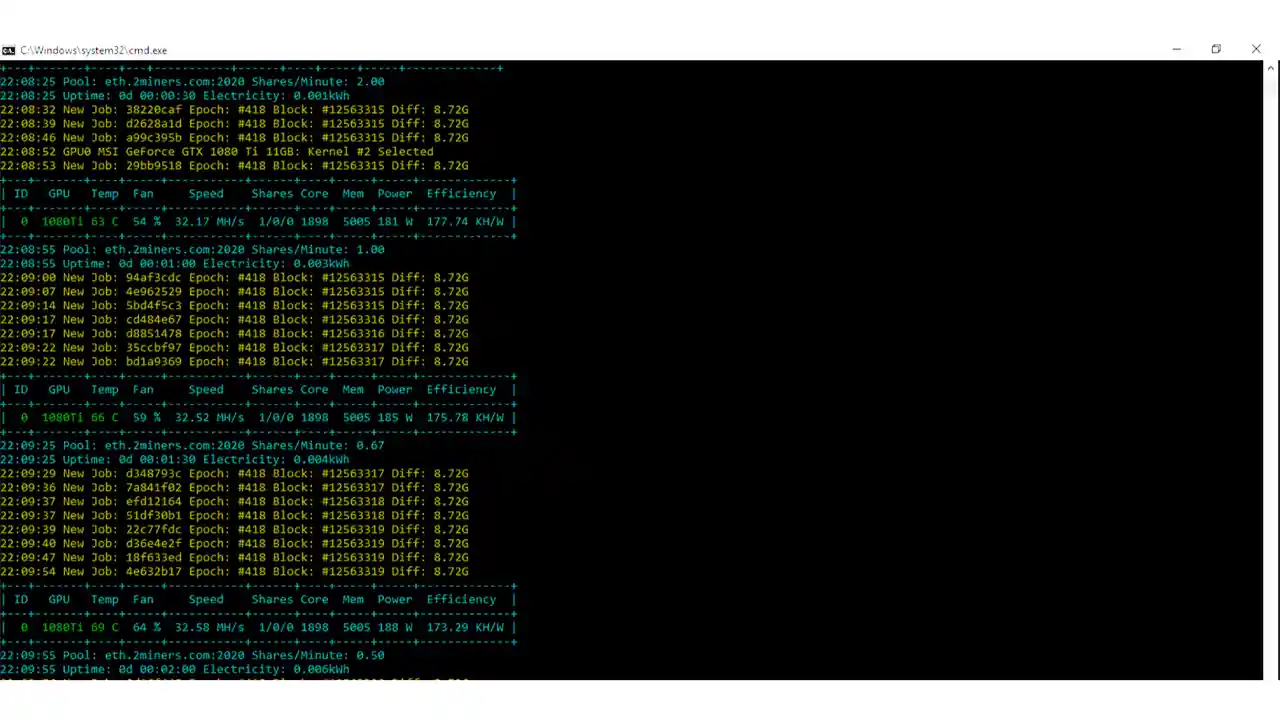 C:\Windows\system32\cmd.exe
22:08:25 Pool: eth.2miners.com:2020 Shares/Minute: 2.00
22:08:25 Uptime: 0d 00:00:30 Electricity: 0.001kWh
22:08:32 New Job: 38220caf Epoch: #418 Block: #12563315 Diff: 8.72G
22:08:39 New Job: d2628a1d Epoch: #418 Block: #12563315 Diff: 8.72G
22:08:46 New Job: a99c395b Epoch: #418 Block: #12563315 Diff: 8.72G
22:08:52 GPU0 MSI GeForce GTX 1080 Ti 11GB: Kernel #2 Selected
22:08:53 New Job: 29bb9518 Epoch: #418 Block: #12563315 Diff: 8.72G
| ID GPU Temp Fan Speed Shares Core Mem Power Efficiency |
| 0 1080Ti 63 C 54 % 32.17 MH/s 1/0/0 1898 5005 181 W 177.74 KH/W |
22:08:55 Pool: eth.2miners.com:2020 Shares/Minute: 1.00
22:08:55 Uptime: 0d 00:01:00 Electricity: 0.003kWh
22:09:00 New Job: 94af3cdc Epoch: #418 Block: #12563315 Diff: 8.72G
22:09:07 New Job: 4e962529 Epoch: #418 Block: #12563315 Diff: 8.72G
22:09:14 New Job: 5bd4f5c3 Epoch: #418 Block: #12563315 Diff: 8.72G
22:09:17 New Job: cd484e67 Epoch: #418 Block: #12563316 Diff: 8.72G
22:09:17 New Job: d8851478 Epoch: #418 Block: #12563316 Diff: 8.72G
22:09:22 New Job: 35ccbf97 Epoch: #418 Block: #12563317 Diff: 8.72G
22:09:22 New Job: bd1a9369 Epoch: #418 Block: #12563317 Diff: 8.72G
| ID GPU Temp Fan Speed Shares Core Mem Power Efficiency |
| 0 1080Ti 66 C 59 % 32.52 MH/s 1/0/0 1898 5005 185 W 175.78 KH/W |
22:09:25 Pool: eth.2miners.com:2020 Shares/Minute: 0.67
22:09:25 Uptime: 0d 00:01:30 Electricity: 0.004kWh
22:09:29 New Job: d348793c Epoch: #418 Block: #12563317 Diff: 8.72G
22:09:36 New Job: 7a841f02 Epoch: #418 Block: #12563317 Diff: 8.72G
22:09:37 New Job: efd12164 Epoch: #418 Block: #12563318 Diff: 8.72G
22:09:37 New Job: 51df30b1 Epoch: #418 Block: #12563318 Diff: 8.72G
22:09:39 New Job: 22c77fdc Epoch: #418 Block: #12563319 Diff: 8.72G
22:09:40 New Job: d36e4e2f Epoch: #418 Block: #12563319 Diff: 8.72G
22:09:47 New Job: 18f633ed Epoch: #418 Block: #12563319 Diff: 8.72G
22:09:54 New Job: 4e632b17 Epoch: #418 Block: #12563319 Diff: 8.72G
| ID GPU Temp Fan Speed Shares Core Mem Power Efficiency |
| 0 1080Ti 69 C 64 % 32.58 MH/s 1/0/0 1898 5005 188 W 173.29 KH/W |
22:09:55 Pool: eth.2miners.com:2020 Shares/Minute: 0.50
22:09:55 Uptime: 0d 00:02:00 Electricity: 0.006kWh